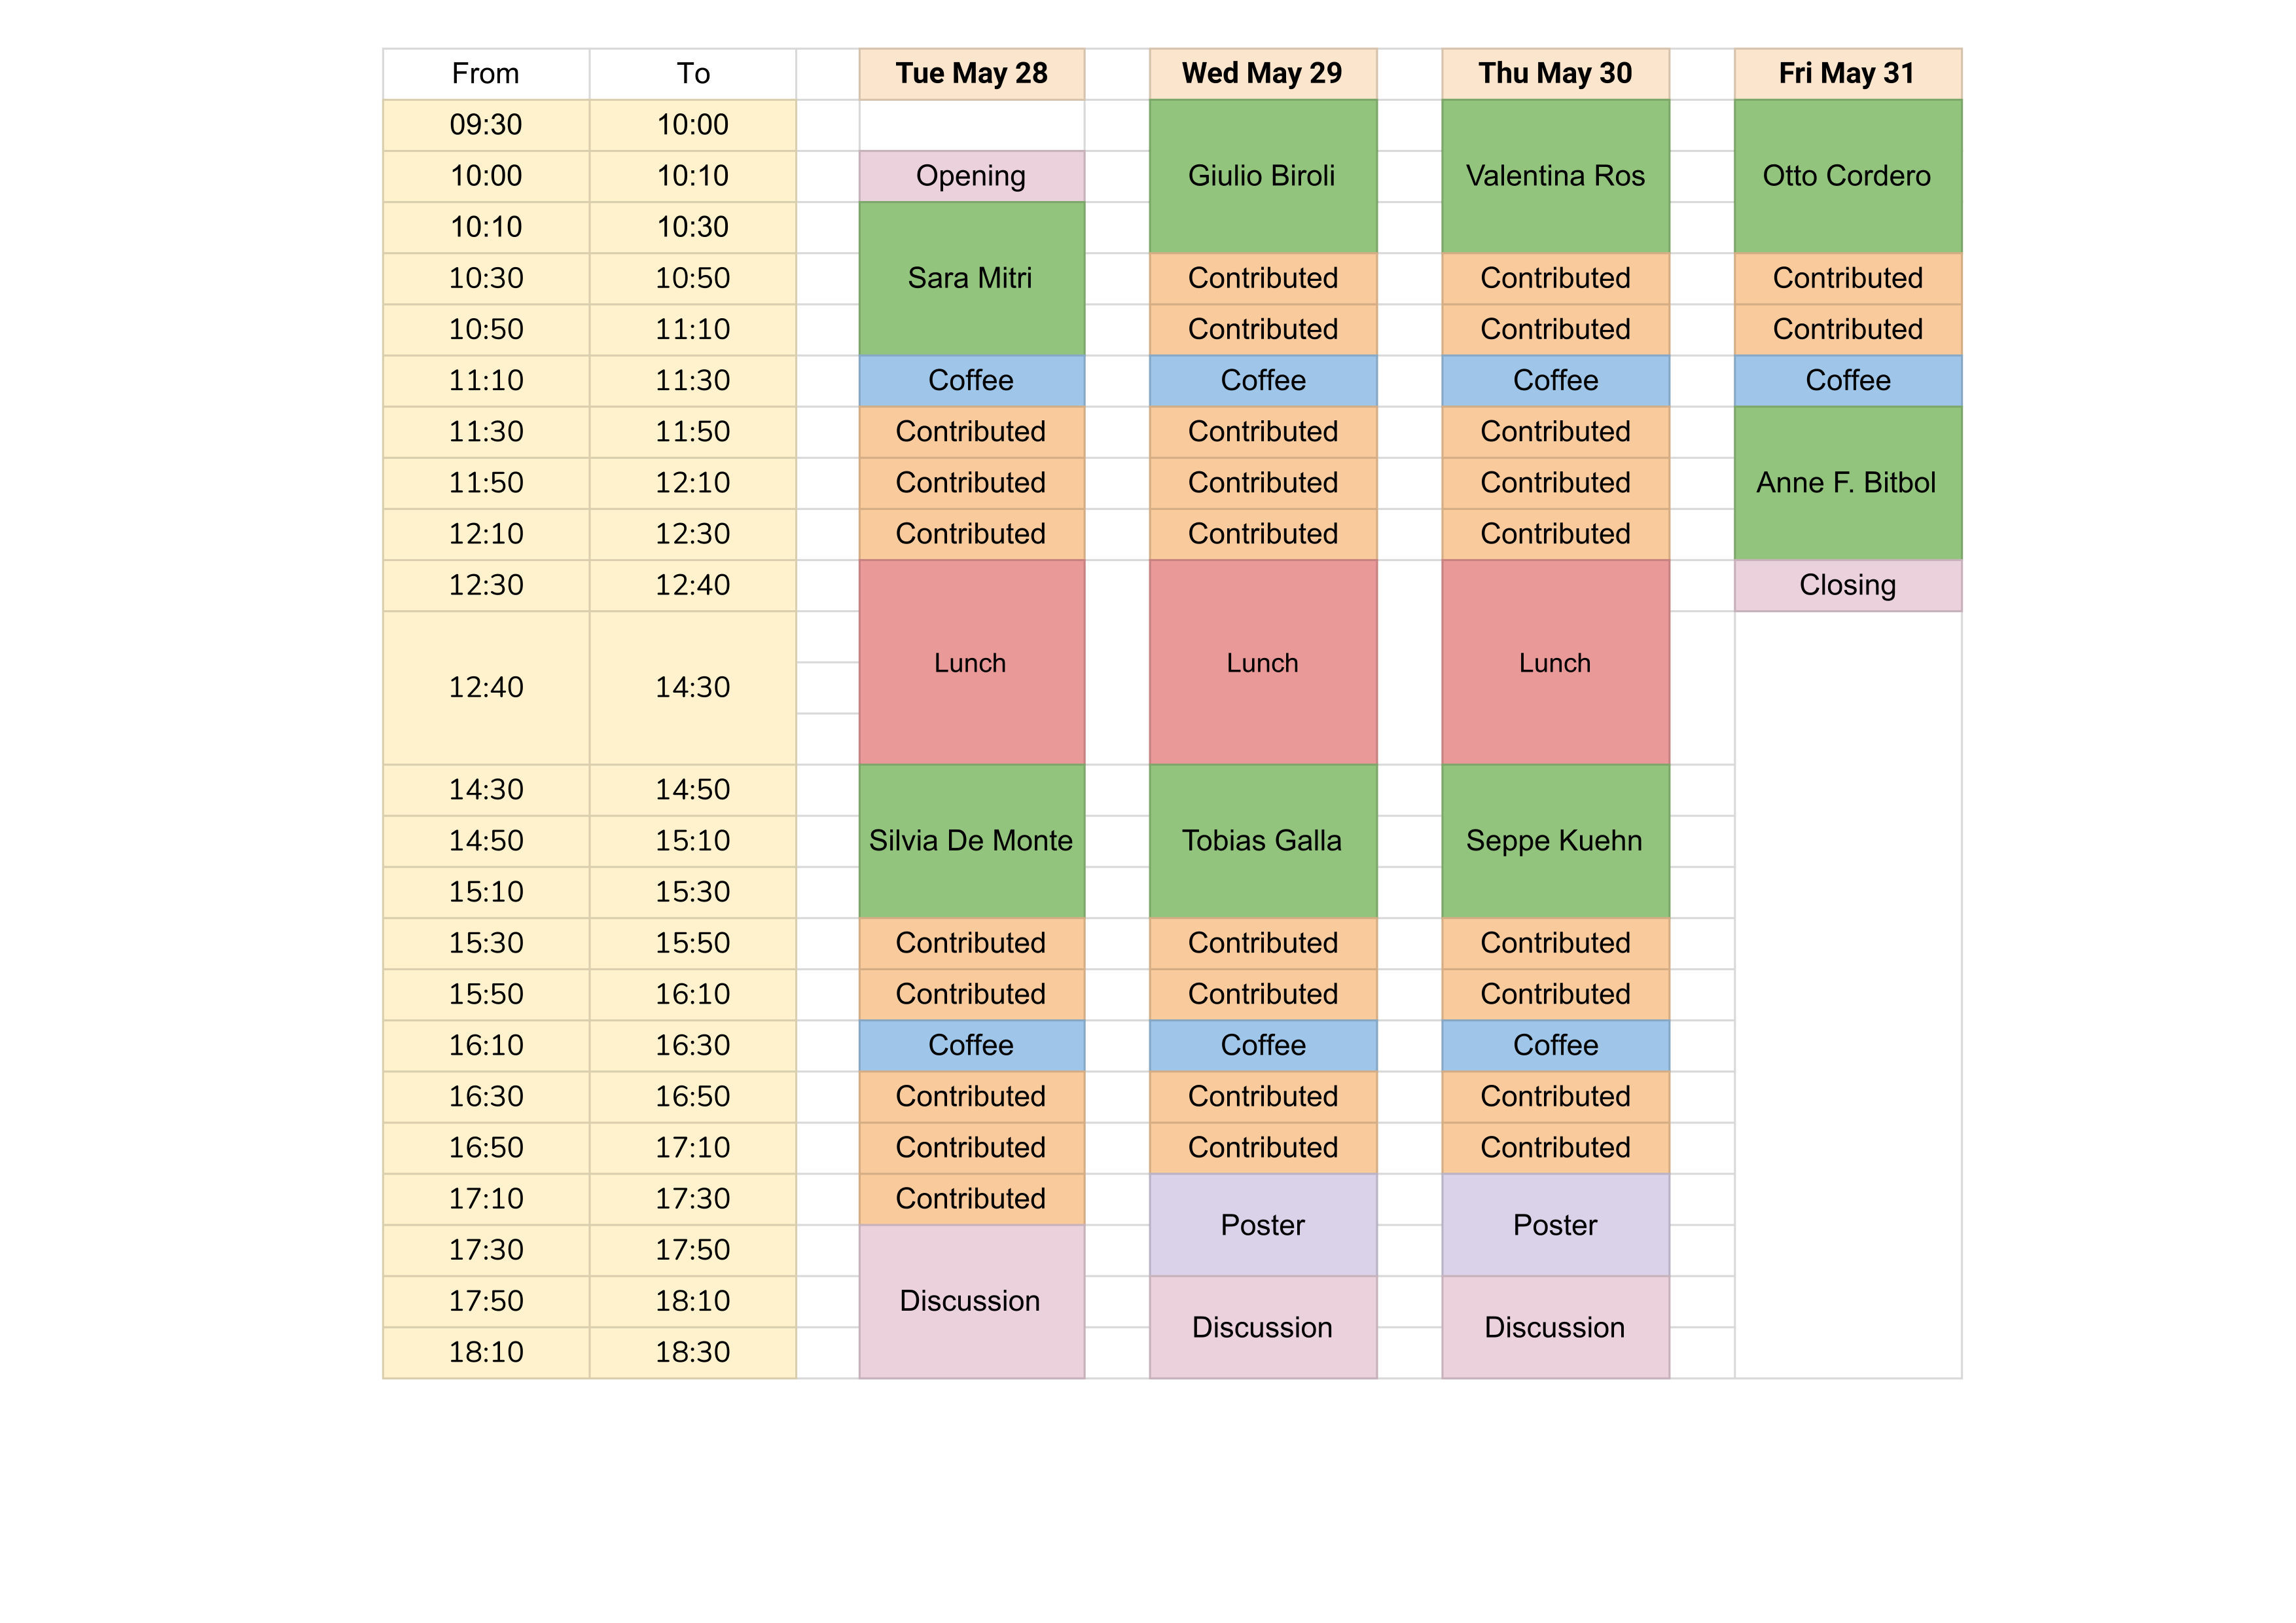 From To Tue May 28 Wed May 29 Thu May 30 Fri May 31
09:30 10:00
10:00 10:10 Opening Giulio Biroli Valentina Ros Otto Cordero
10:10 10:30
10:30 10:50 Sara Mitri Contributed Contributed Contributed
10:50 11:10 Contributed Contributed Contributed
11:10 11:30 Coffee Coffee Coffee Coffee
11:30 11:50 Contributed Contributed Contributed
11:50 12:10 Contributed Contributed Contributed Anne F. Bitbol
12:10 12:30 Contributed Contributed Contributed
12:30 12:40 Closing
Lunch Lunch Lunch
12:40 14:30
14:30 14:50
14:50 15:10 Silvia De Monte Tobias Galla Seppe Kuehn
15:10 15:30
15:30 15:50 Contributed Contributed Contributed
15:50 16:10 Contributed Contributed Contributed
16:10 16:30 Coffee Coffee Coffee
16:30 16:50 Contributed Contributed Contributed
16:50 17:10 Contributed Contributed Contributed
17:10 17:30 Contributed
Poster Poster
17:30 17:50
17:50 18:10 Discussion
Discussion Discussion
18:10 18:30